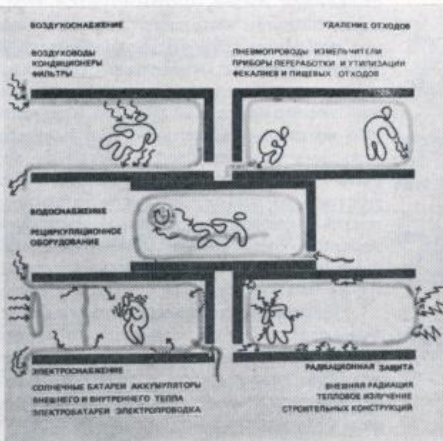 ВОЗДУХОСНАБЖЕНИЕ
ВОЗДУХОВОДЫ
КОНДИЦИОНЕРЫ
ФИЛЬТРЫ
УДАЛЕНИЕ ОТХОДОВ
ПНЕВМОПРОВОДЫ ИЗМЕЛЬЧИТЕЛИ
ПРИБОРЫ ПЕРЕРАБОТКИ И УТИЛИЗАЦИИ
ФЕКАЛИЕВ И ПИЩЕВЫХ ОТХОДОВ
ВОДОСНАБЖЕНИЕ
РЕЦИРКУЛЯЦИОННОЕ
ОБОРУДОВАНИЕ
ЭЛЕКТРОСНАБЖЕНИЕ
СОЛНЕЧНЫЕ БАТАРЕИ АККУМУЛЯТОРЫ
ВНЕШНЕГО И ВНУТРЕННЕГО ТЕПЛА
ЭЛЕКТРОБАТАРЕИ ЭЛЕКТРОПРОВОДКА
РАДИАЦИОННАЯ ЗАЩИТА
ВНЕШНЯЯ РАДИАЦИЯ
ТЕПЛОВОЕ ИЗЛУЧЕНИЕ
СТРОИТЕЛЬНЫХ КОНСТРУКЦИЙ